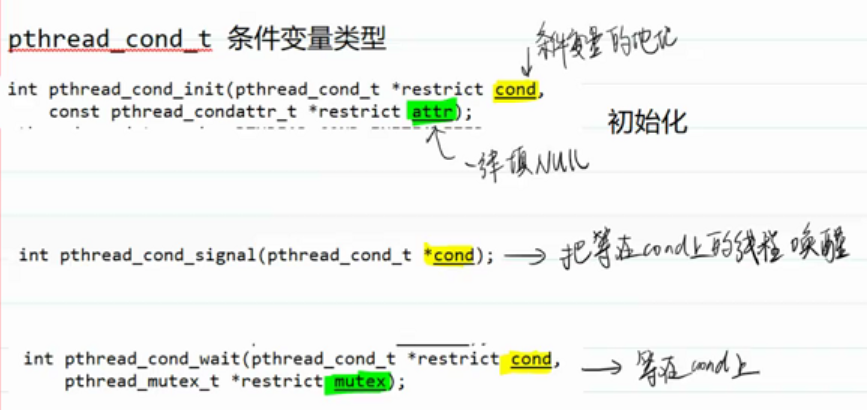 pthread_cond_t 条件变量类型
条件变量的地址
int pthread_cond_init(pthread_cond_t *restrict cond,
const pthread_condattr_t *restrict attr);
初始化
一律填NULL
int pthread_cond_signal(pthread_cond_t *cond);
把等在cond上的线程唤醒
int pthread_cond_wait(pthread_cond_t *restrict cond,
pthread_mutex_t *restrict mutex);
等在cond上